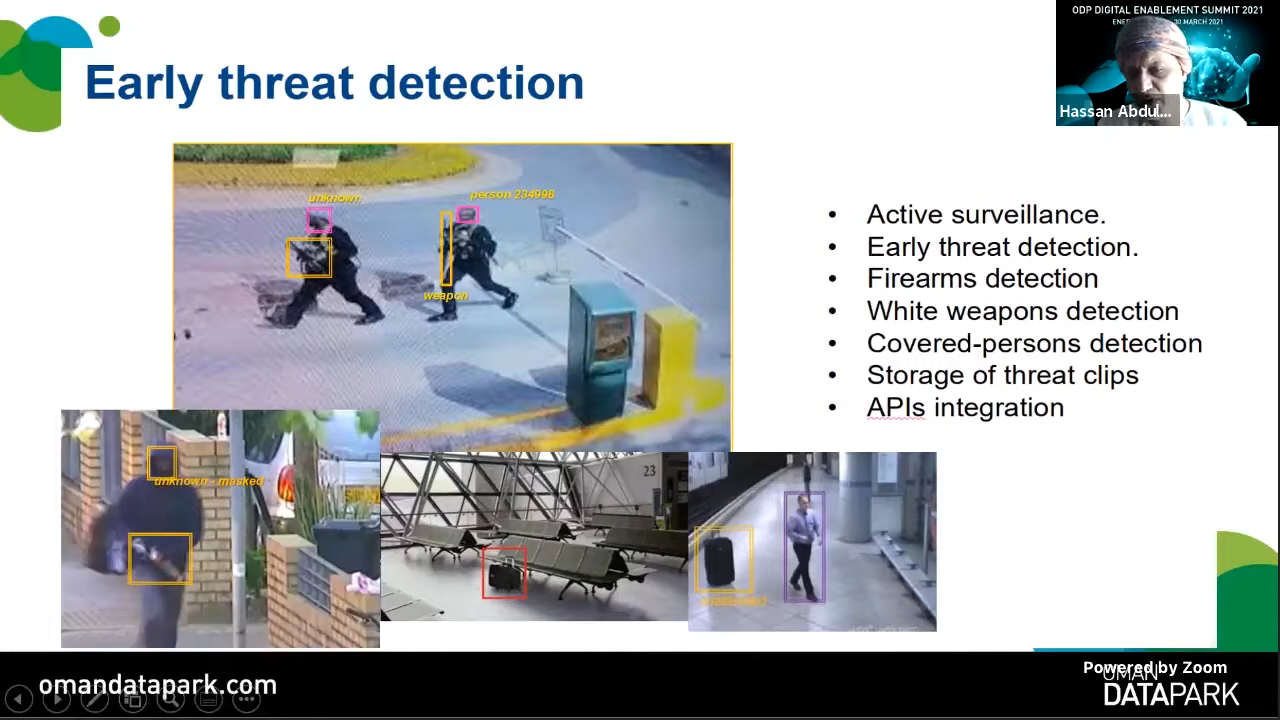 ODP DIGITAL ENABLEMENT SUMMIT 2021
Hassan Abdul...
Early threat detection
unknown
person 234998
weapon
• Active surveillance.
• Early threat detection.
• Firearms detection
• White weapons detection
• Covered-persons detection
• Storage of threat clips
• APIs integration
unknown - masked
23
omandatapark.com
Powered by Zoom
OMAN
DATAPARK